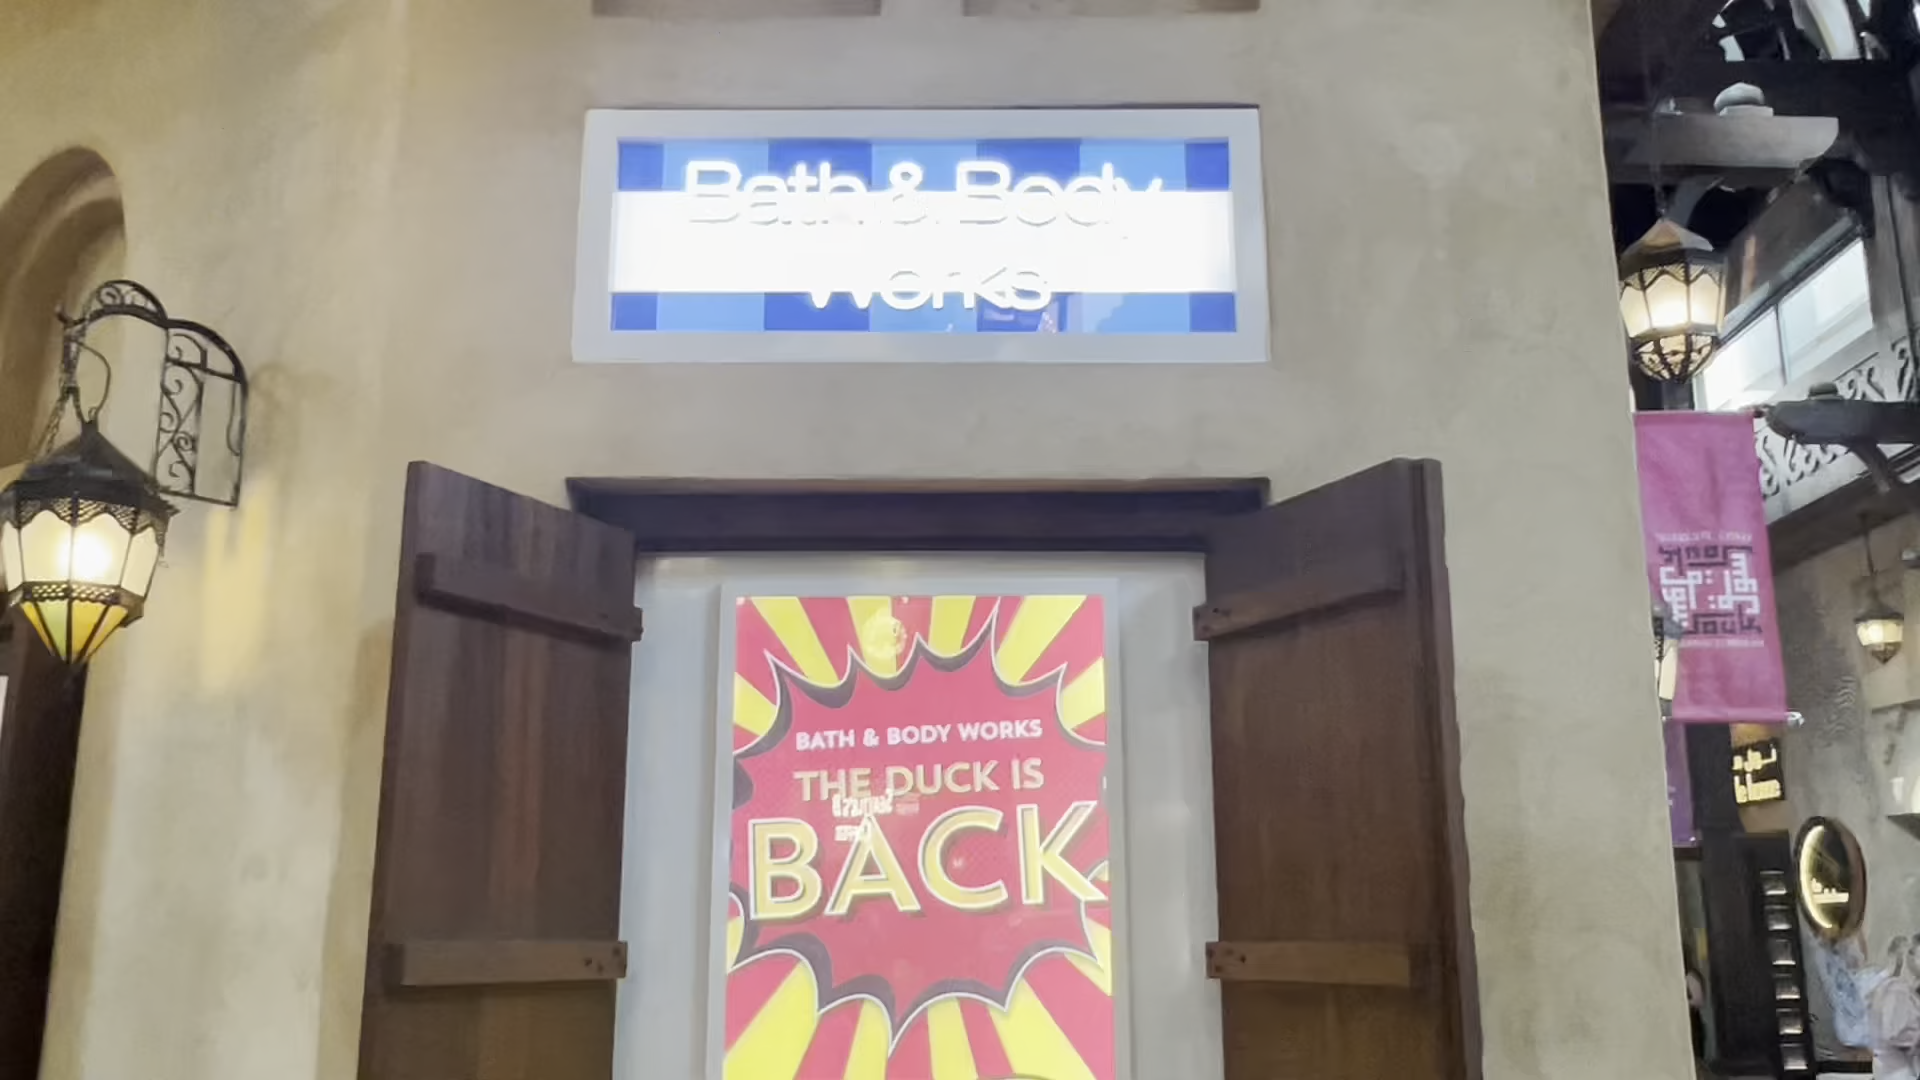 Bath & Body
Works
BATH & BODY WORKS
THE DUCK IS
BACK